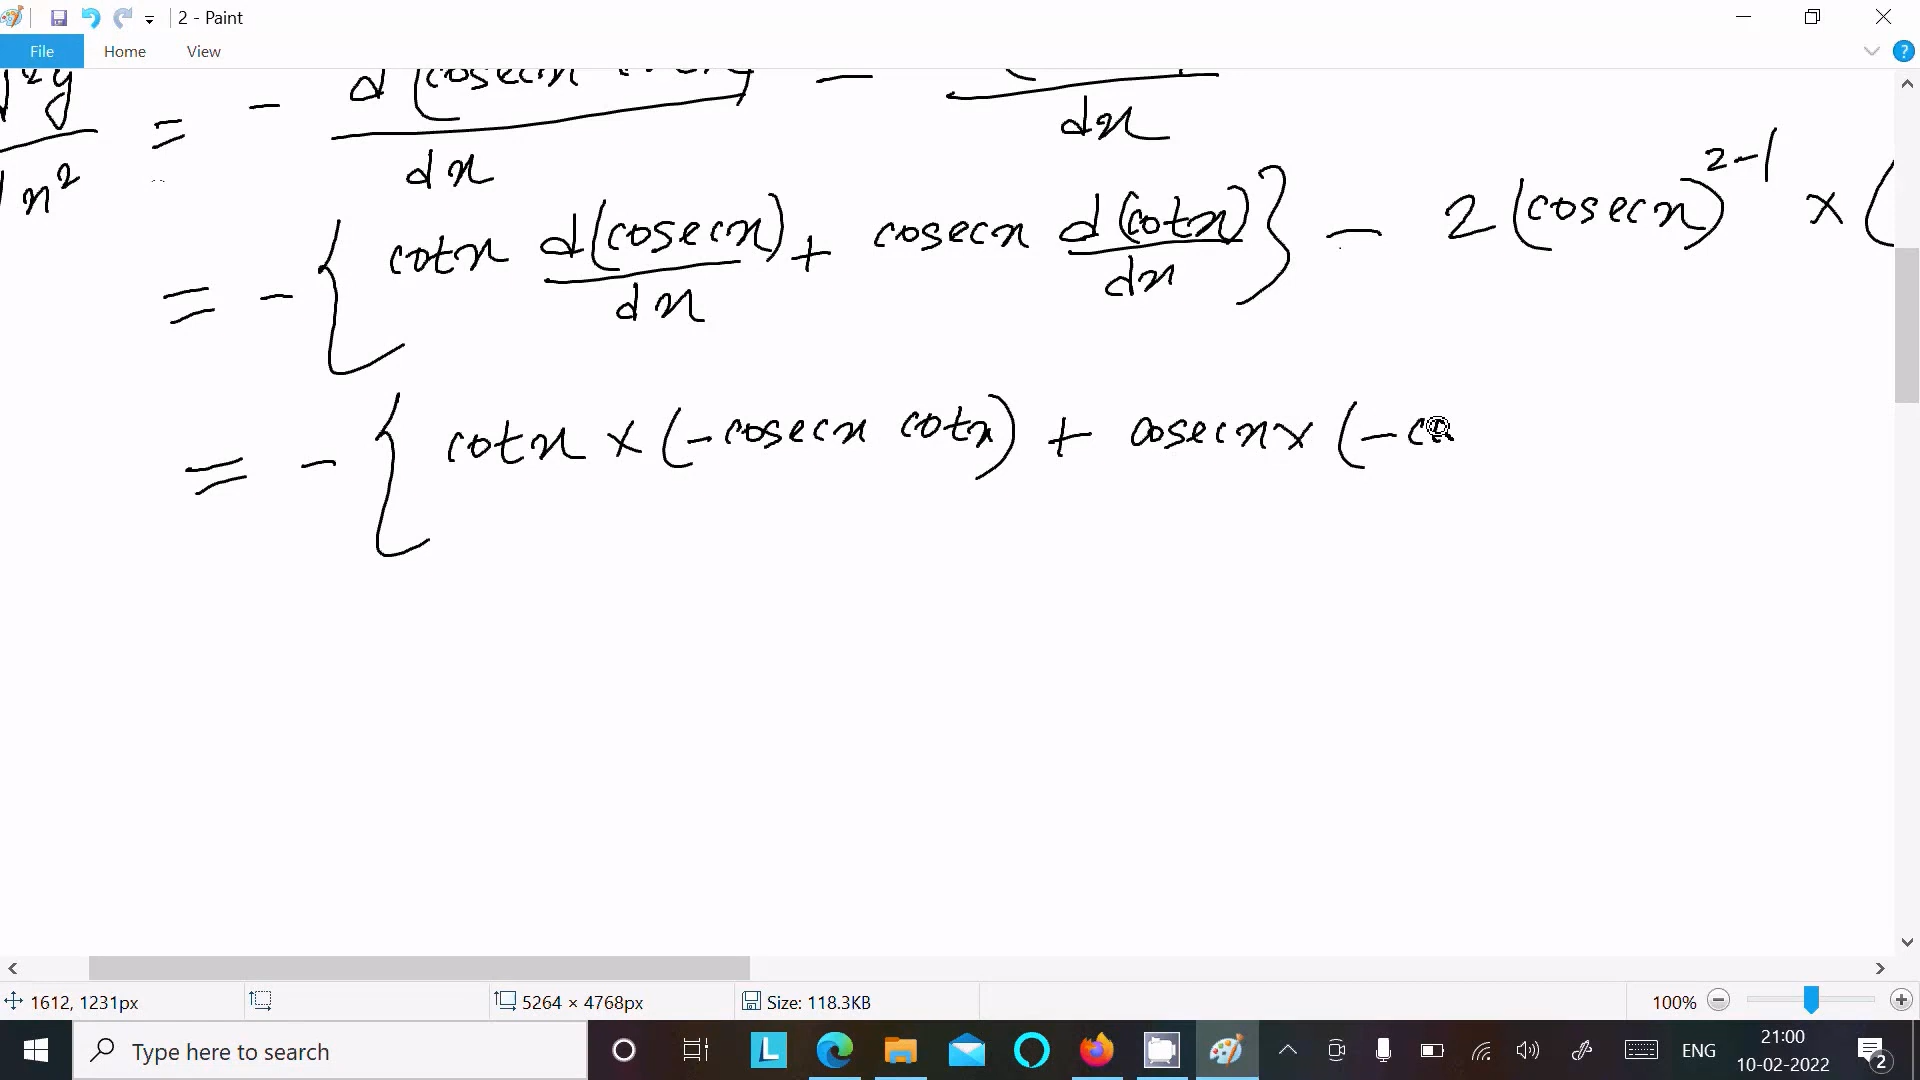 2 - Paint
File Home View
d²y/dx² = - d(cosecx / dx - / dx
= - { cotx d(cosecx)/dx + cosecx d(cotx)/dx } - 2 (cosecx)²⁻¹ × (
= - { cotx × (-cosecx cotx) + cosecx × (- co
1612, 1231px 5264 × 4768px Size: 118.3KB 100%
Type here to search
L
ENG
21:00
10-02-2022
2